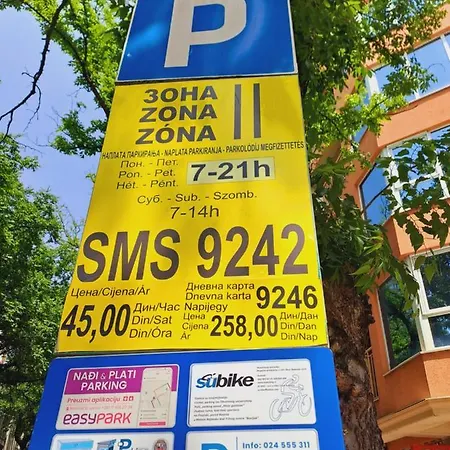 P
ЗОНА
ZONA II
ZÓNA
НАПЛАТА ПАРКИРАЊА - NAPLATA PARKIRANJA - PARKOLÓDÍJ MEGFIZETTETÉS
Пон. - Пет.
Pon. - Pet. 7-21h
Hét. - Pént.
Суб. - Sub. - Szomb.
7-14h
SMS 9242
Цена/Cijena/Ár
45,00 Дин/Час
Din/Sat
Din/Óra
Дневна карта
Dnevna karta 9246
Napijegy
Цена
Cijena 258,00
Ár
Дин/Дан
Din/Dan
Din/Nap
NAĐI & PLATI
PARKING
Preuzmi aplikaciju
EASYPARK
Súbike
Info: 024 555 311